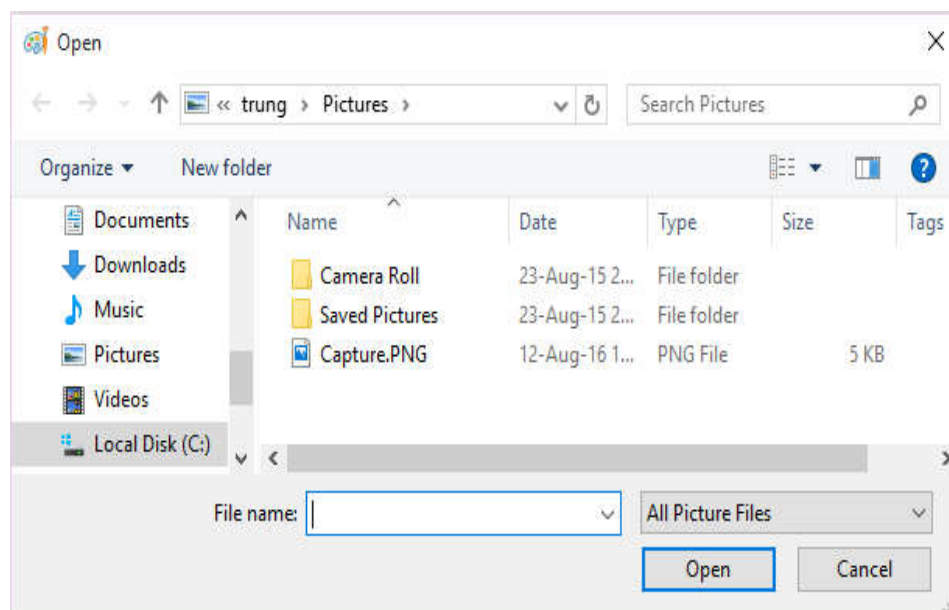 Open
« trung › Pictures ›
Search Pictures
Organize
New folder
Documents
Downloads
Music
Pictures
Videos
Local Disk (C:)
Name Date Type Size Tags
Camera Roll 23-Aug-15 2... File folder
Saved Pictures 23-Aug-15 2... File folder
Capture.PNG 12-Aug-16 1... PNG File 5 KB
File name:
All Picture Files
Open
Cancel